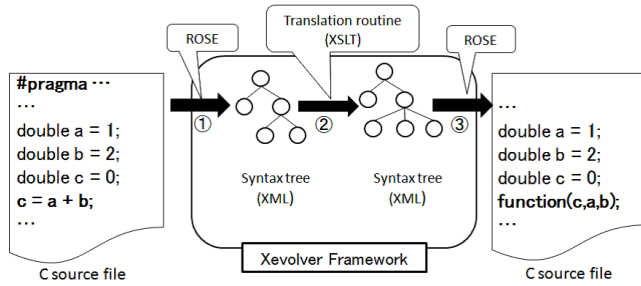 Translation routine
(XSLT)
ROSE
ROSE
#pragma ⋯
…
double a = 1;
double b = 2;
double c = 0;
c = a + b;
…
C source file
①
②
③
Syntax tree
(XML)
Syntax tree
(XML)
Xevolver Framework
…
double a = 1;
double b = 2;
double c = 0;
function(c,a,b);
…
C source file